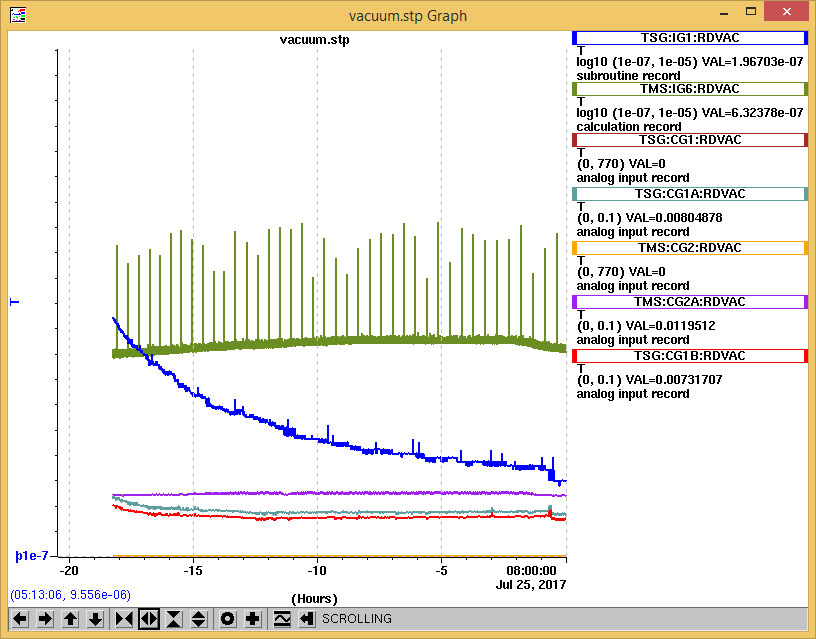 vacuum.stp Graph
vacuum.stp
T
þ1e-7
-20
-15
-10
-5
08:00:00
Jul 25, 2017
(Hours)
(05:13:06, 9.556e-06)
TSG:IG1:RDVAC
T
log10 (1e-07, 1e-05) VAL=1.96703e-07
subroutine record
TMS:IG6:RDVAC
T
log10 (1e-07, 1e-05) VAL=6.32378e-07
calculation record
TSG:CG1:RDVAC
T
(0, 770) VAL=0
analog input record
TSG:CG1A:RDVAC
T
(0, 0.1) VAL=0.00804878
analog input record
TMS:CG2:RDVAC
T
(0, 770) VAL=0
analog input record
TMS:CG2A:RDVAC
T
(0, 0.1) VAL=0.0119512
analog input record
TSG:CG1B:RDVAC
T
(0, 0.1) VAL=0.00731707
analog input record
SCROLLING